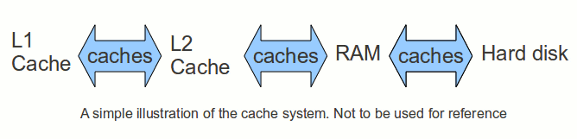 L1 Cache caches L2 Cache caches RAM caches Hard disk
A simple illustration of the cache system. Not to be used for reference